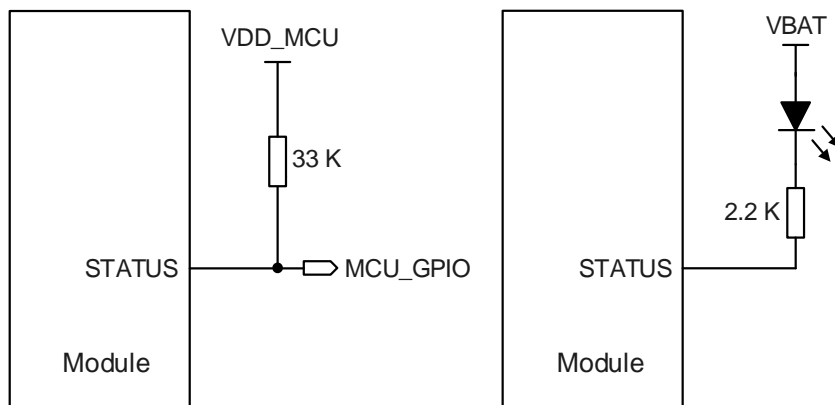 VDD_MCU
33 K
STATUS
MCU_GPIO
Module
VBAT
2.2 K
STATUS
Module